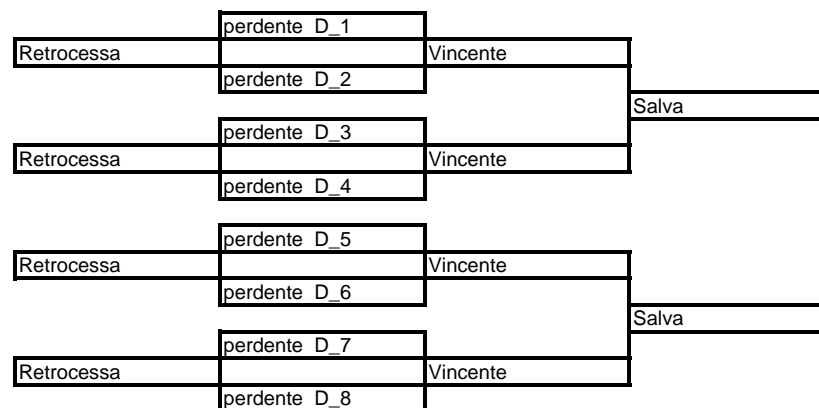 perdente D_1
Retrocessa Vincente
perdente D_2
Salva
perdente D_3
Retrocessa Vincente
perdente D_4
perdente D_5
Retrocessa Vincente
perdente D_6
Salva
perdente D_7
Retrocessa Vincente
perdente D_8